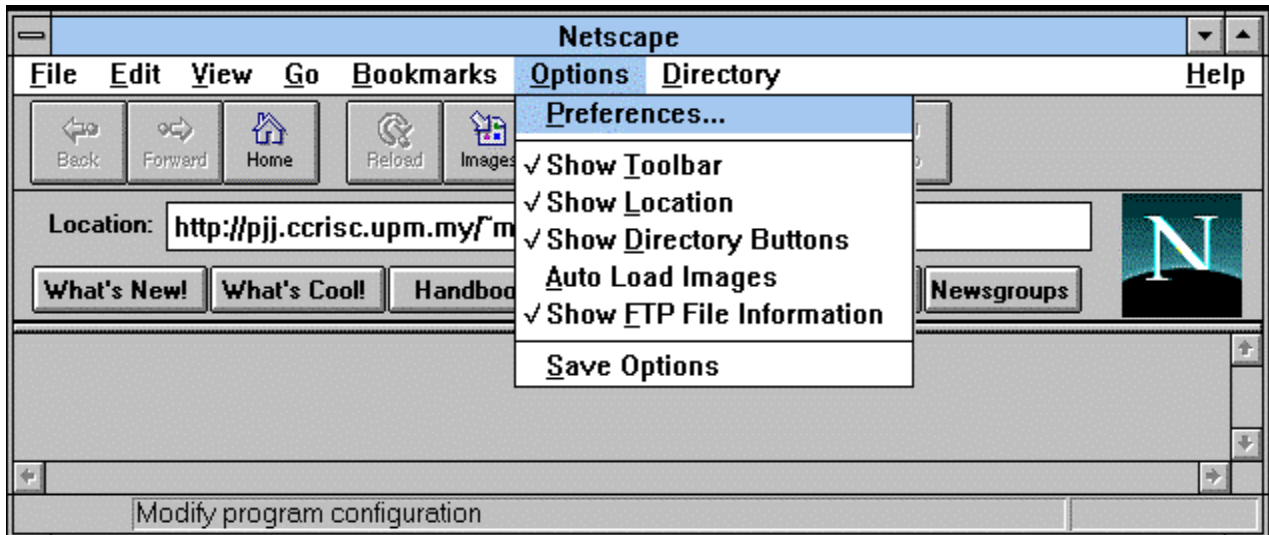 Netscape
File Edit View Go Bookmarks Options Directory Help
Preferences...
Back Forward Home Reload Images
√ Show Toolbar
√ Show Location
Location: http://pjj.ccrisc.upm.my/~m
√ Show Directory Buttons
Auto Load Images
What's New! What's Cool! Newsgroups
√ Show FTP File Information
Save Options
Modify program configuration
N